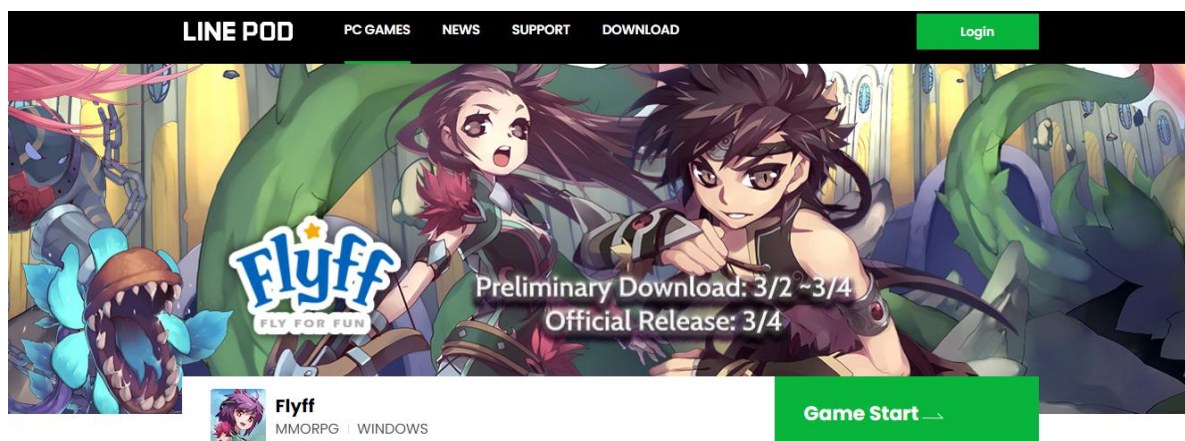 LINE POD
PC GAMES NEWS SUPPORT DOWNLOAD
Login
Flyff
FLY FOR FUN
Preliminary Download: 3/2 ~3/4
Official Release: 3/4
Flyff
MMORPG | WINDOWS
Game Start